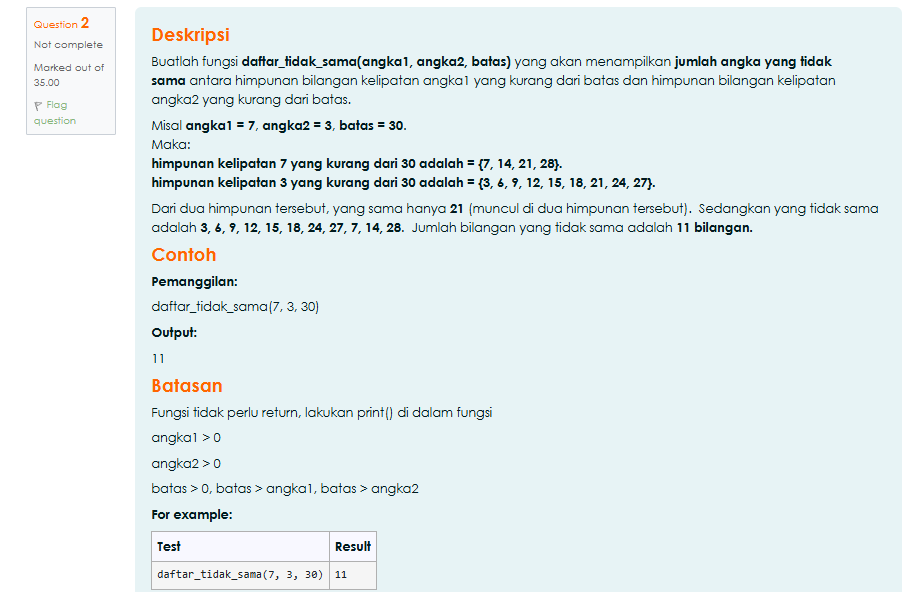 Question 2
Not complete
Marked out of
35.00
Flag
question
Deskripsi
Buatlah fungsi daftar_tidak_sama(angka1, angka2, batas) yang akan menampilkan jumlah angka yang tidak
sama antara himpunan bilangan kelipatan angka1 yang kurang dari batas dan himpunan bilangan kelipatan
angka2 yang kurang dari batas.
Misal angka1 = 7, angka2 = 3, batas = 30.
Maka:
himpunan kelipatan 7 yang kurang dari 30 adalah = {7, 14, 21, 28}.
himpunan kelipatan 3 yang kurang dari 30 adalah = {3, 6, 9, 12, 15, 18, 21, 24, 27}.
Dari dua himpunan tersebut, yang sama hanya 21 (muncul di dua himpunan tersebut). Sedangkan yang tidak sama
adalah 3, 6, 9, 12, 15, 18, 24, 27, 7, 14, 28. Jumlah bilangan yang tidak sama adalah 11 bilangan.
Contoh
Pemanggilan:
daftar_tidak_sama(7, 3, 30)
Output:
11
Batasan
Fungsi tidak perlu return, lakukan print() di dalam fungsi
angka1 > 0
angka2 > 0
batas > 0, batas > angka1, batas > angka2
For example:
Test Result
daftar_tidak_sama(7, 3, 30) 11